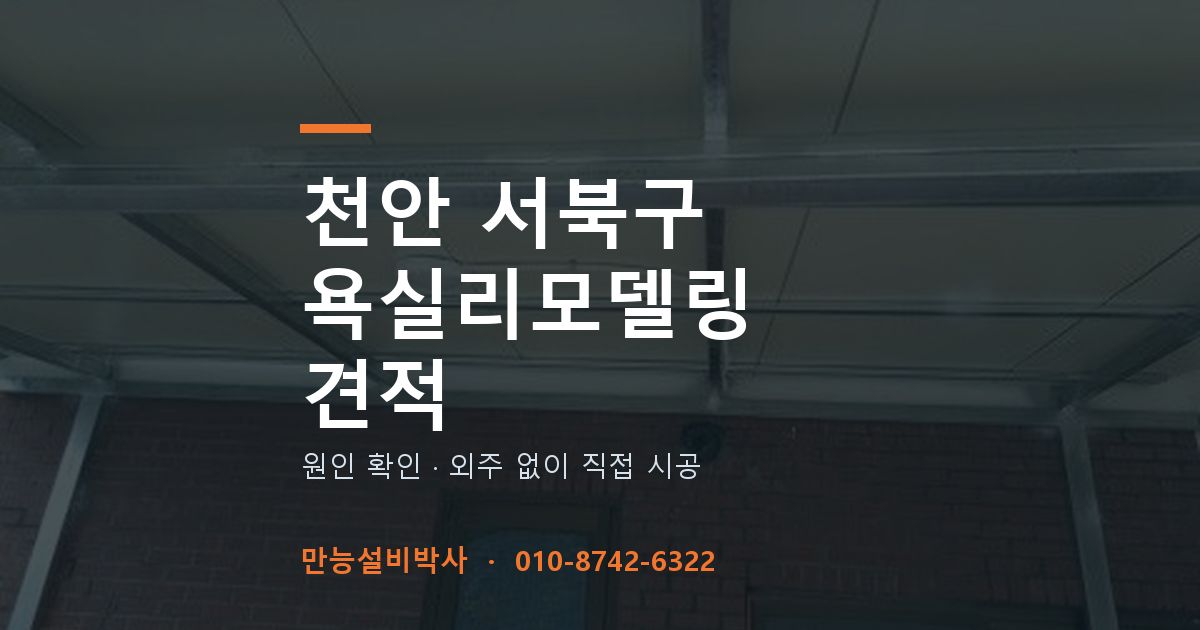 천안 서북구
욕실리모델링
견적
원인 확인 · 외주 없이 직접 시공
만능설비박사 · 010-8742-6322